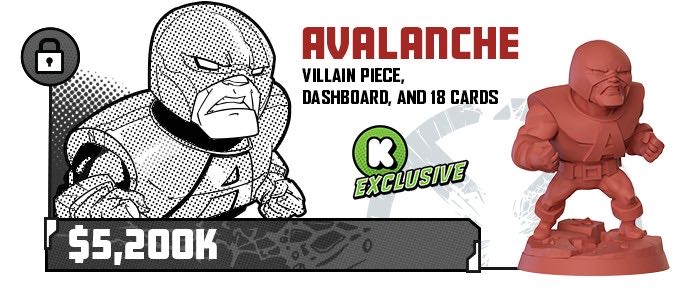 AVALANCHE
VILLAIN PIECE,
DASHBOARD, AND 18 CARDS
K
EXCLUSIVE
A
A
$5,200K